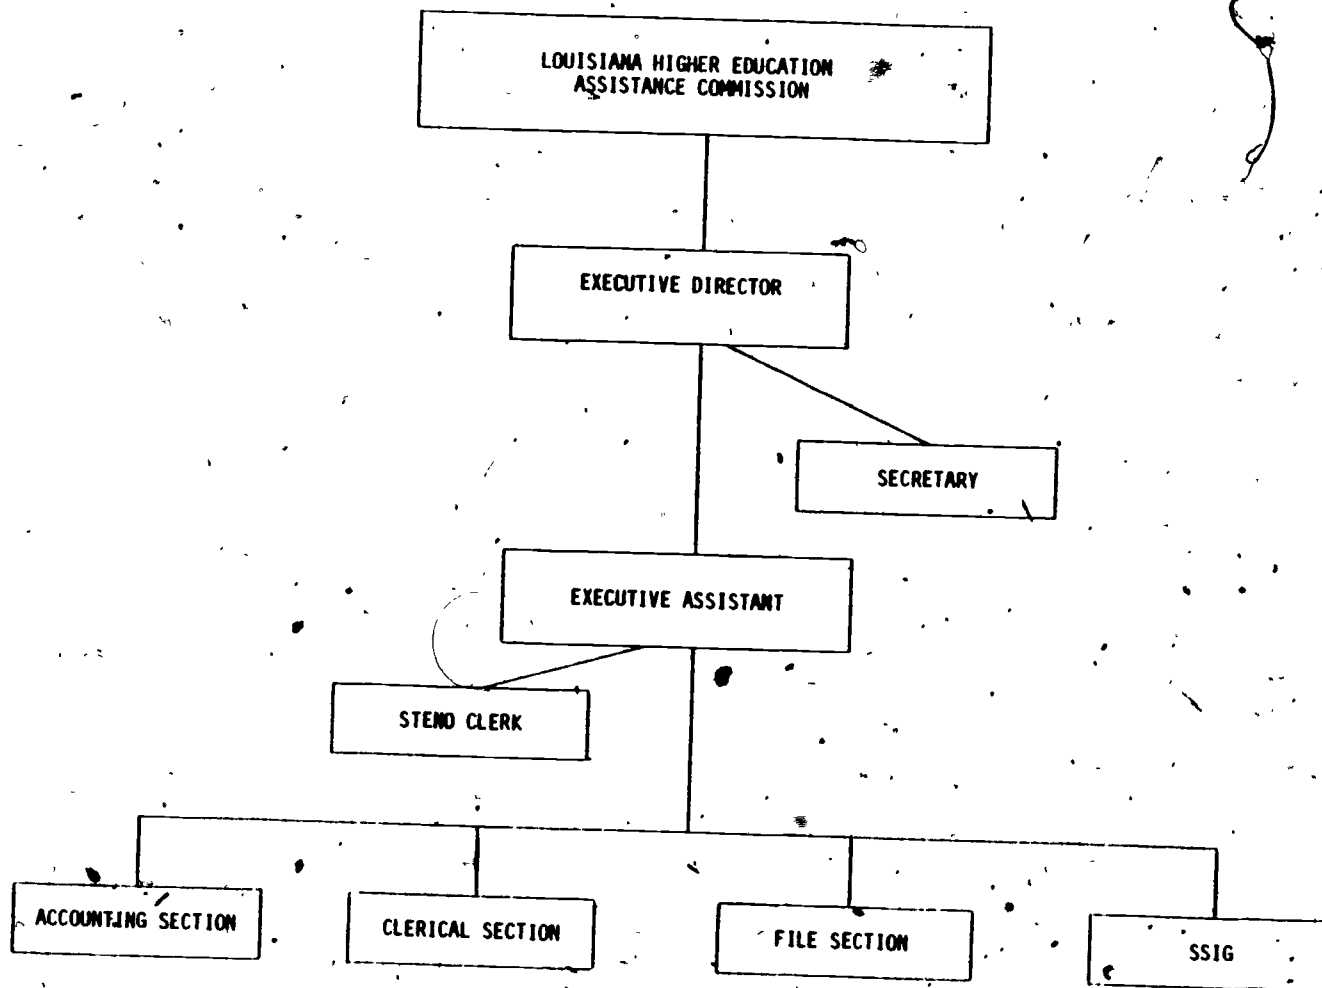 LOUISIANA HIGHER EDUCATION
ASSISTANCE COMMISSION
EXECUTIVE DIRECTOR
SECRETARY
EXECUTIVE ASSISTANT
STENO CLERK
ACCOUNTING SECTION
CLERICAL SECTION
FILE SECTION
SSIG